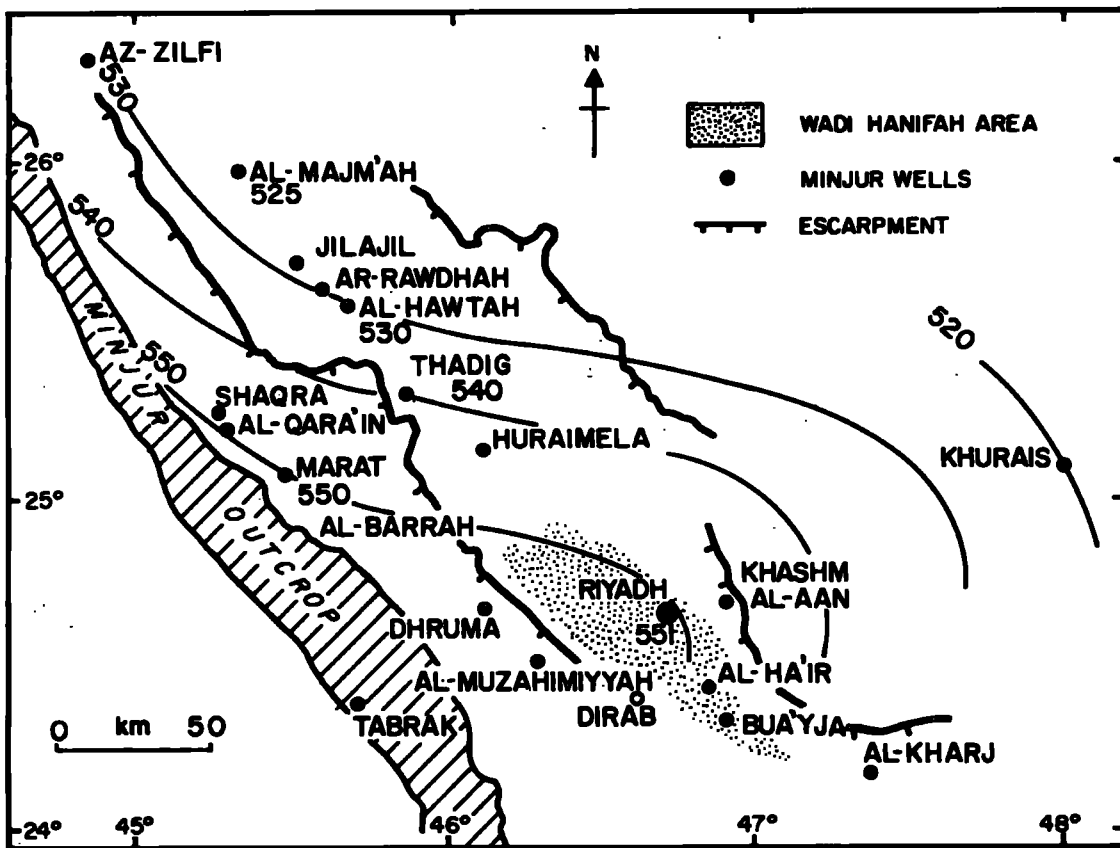 AZ-ZILFI
530
N
WADI HANIFAH AREA
26°
AL-MAJM'AH
525
MINJUR WELLS
540
ESCARPMENT
JILAJIL
AR-RAWDHAH
AL-HAWTAH
530
520
MINJUR
550
THADIG
540
SHAQRA
AL-QARA'IN
HURAIMELA
KHURAIS
MARAT
550
25°
AL-BARRAH
OUTCROP
RIYADH
551
KHASHM
AL-AAN
DHRUMA
AL-MUZAHIMIYYAH
AL-HA'IR
DIRAB
TABRAK
BUA'YJA
0 km 50
AL-KHARJ
24° 45° 46° 47° 48°